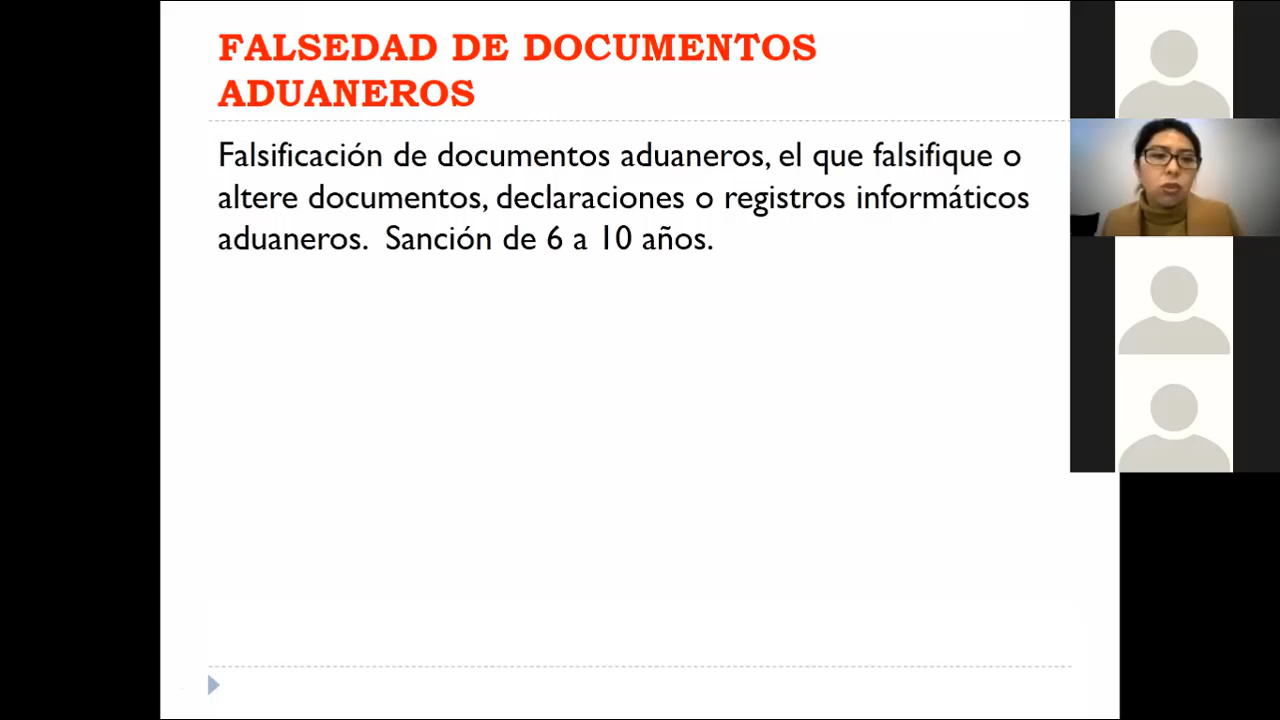 FALSEDAD DE DOCUMENTOS
ADUANEROS
Falsificación de documentos aduaneros, el que falsifique o
altere documentos, declaraciones o registros informáticos
aduaneros.  Sanción de 6 a 10 años.